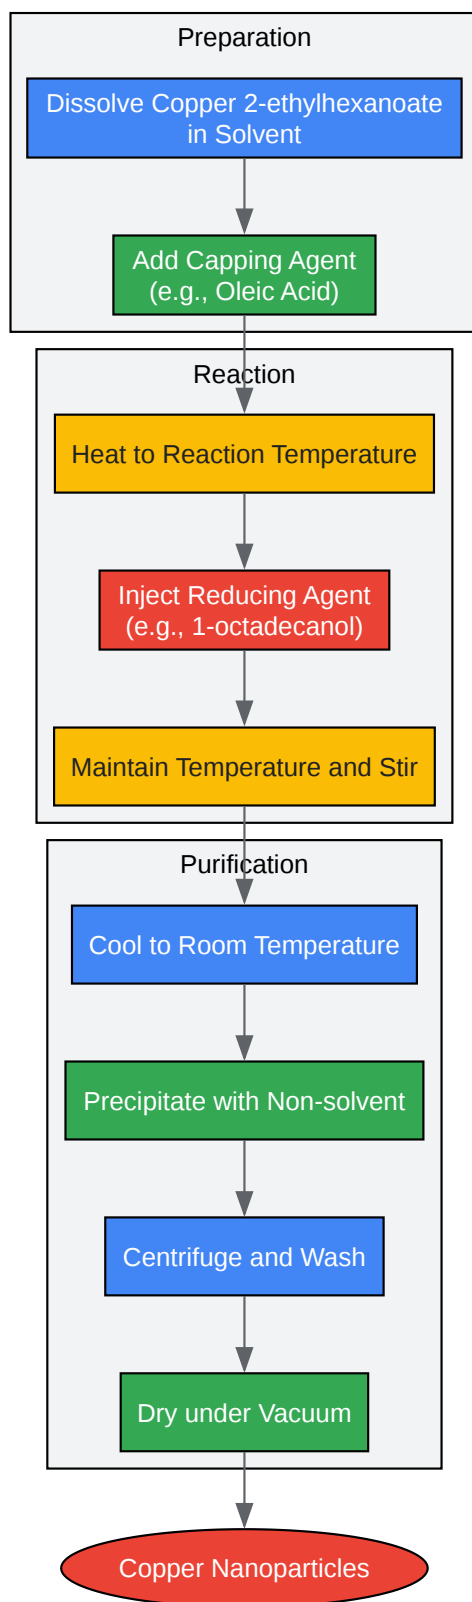 Preparation
Dissolve Copper 2-ethylhexanoate
in Solvent
Add Capping Agent
(e.g., Oleic Acid)
Reaction
Heat to Reaction Temperature
Inject Reducing Agent
(e.g., 1-octadecanol)
Maintain Temperature and Stir
Purification
Cool to Room Temperature
Precipitate with Non-solvent
Centrifuge and Wash
Dry under Vacuum
Copper Nanoparticles